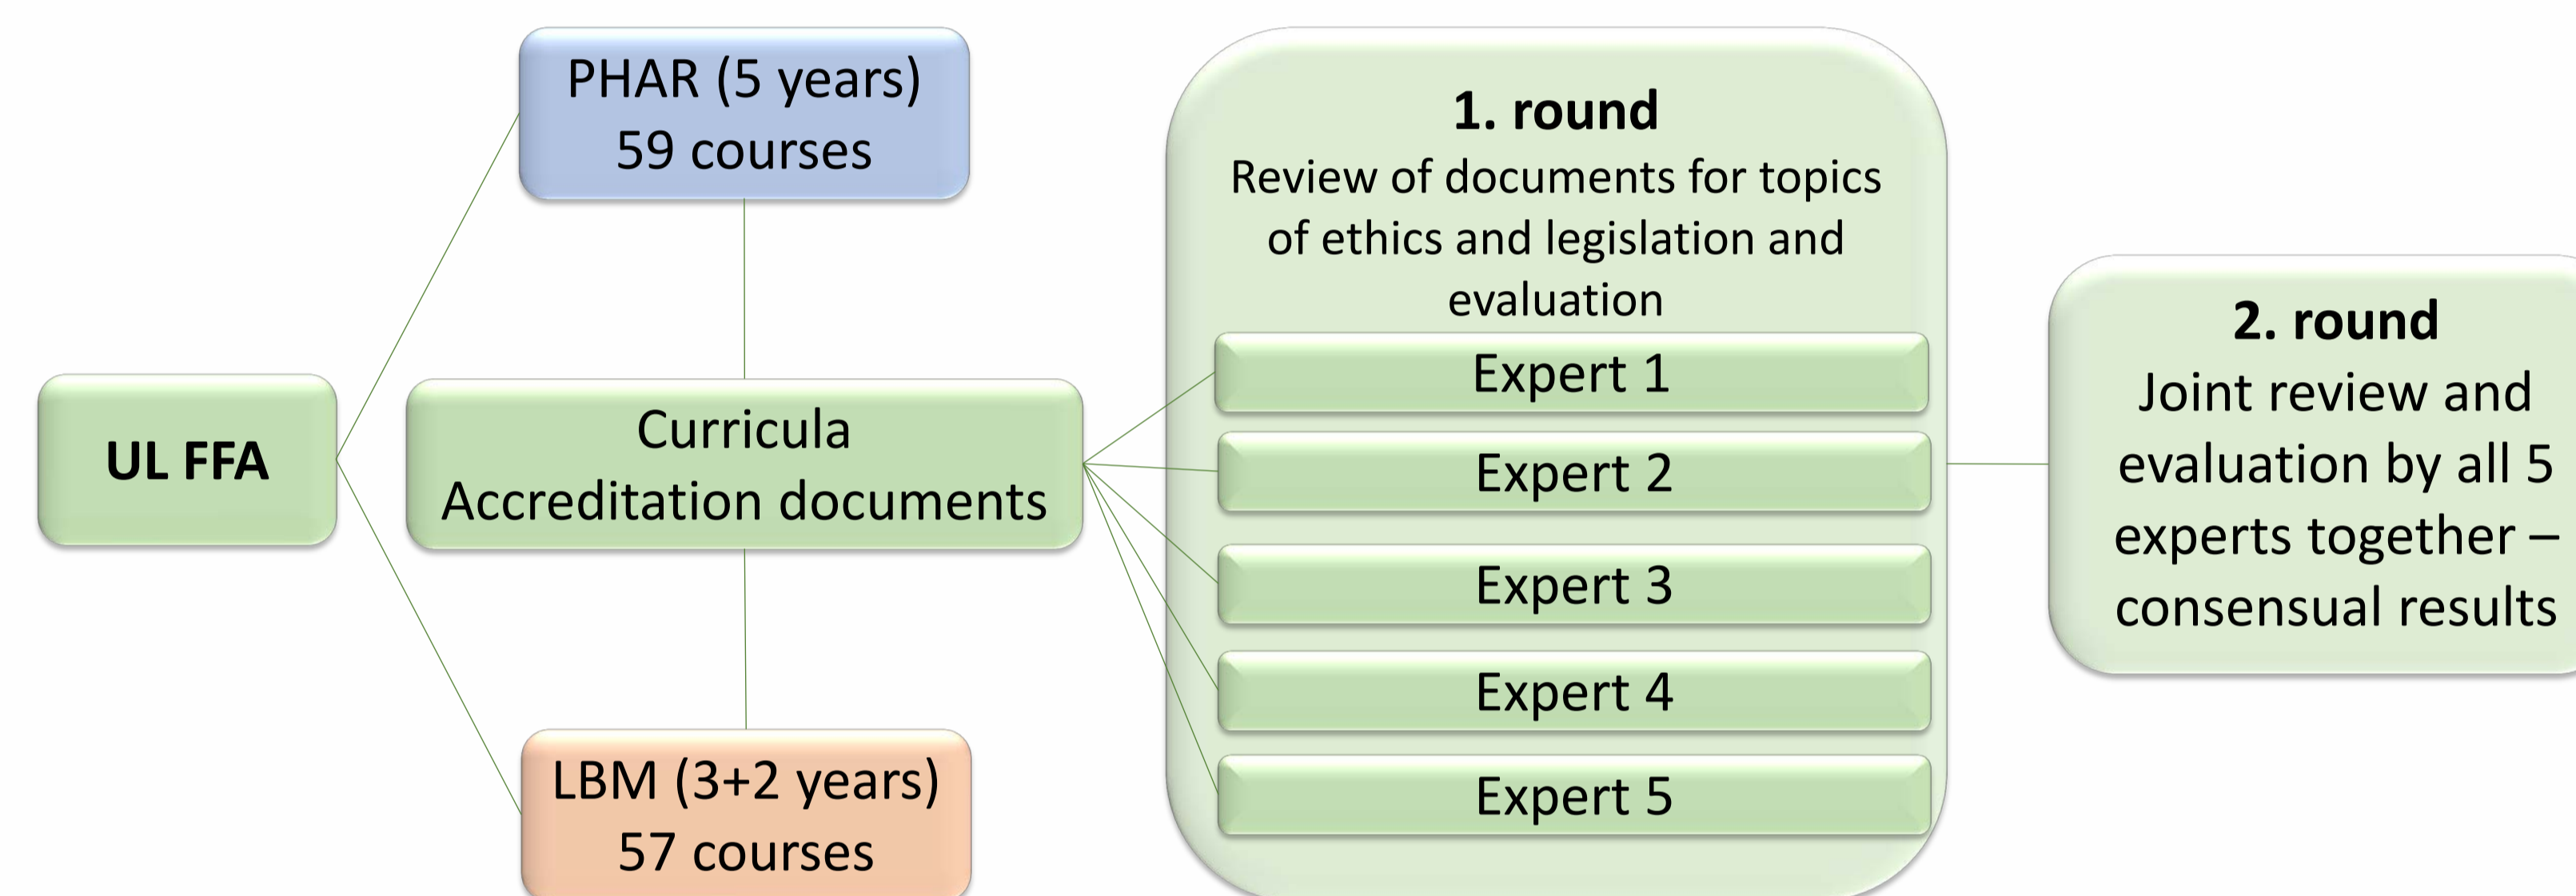 UL FFA
PHAR (5 years)
59 courses
Curricula
Accreditation documents
LBM (3+2 years)
57 courses
1. round
Review of documents for topics
of ethics and legislation and
evaluation
Expert 1
Expert 2
Expert 3
Expert 4
Expert 5
2. round
Joint review and
evaluation by all 5
experts together –
consensual results